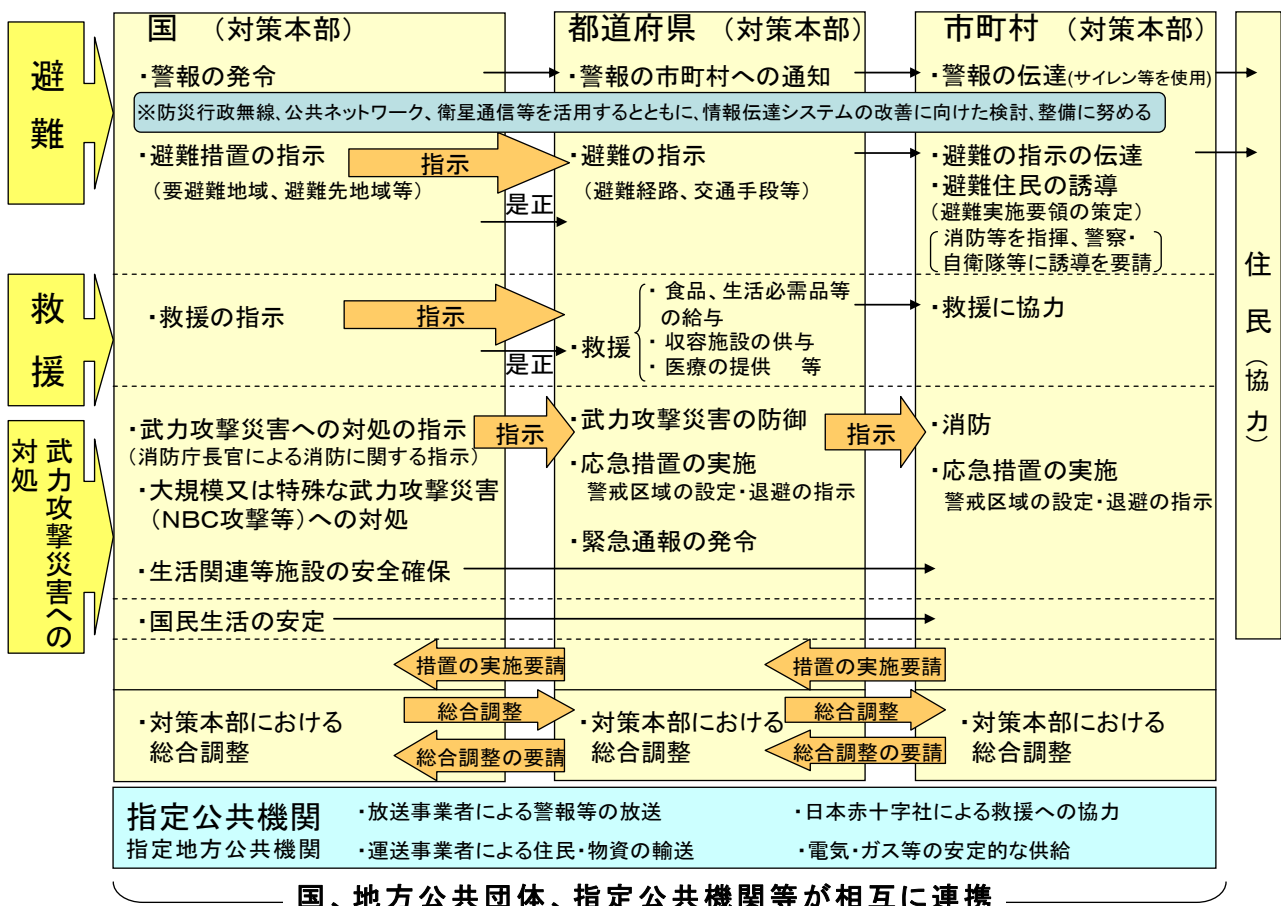 国 (対策本部)
都道府県 (対策本部)
市町村 (対策本部)
避難
・警報の発令
・警報の市町村への通知
・警報の伝達(サイレン等を使用)
※防災行政無線、公共ネットワーク、衛星通信等を活用するとともに、情報伝達システムの改善に向けた検討、整備に努める
・避難措置の指示
(要避難地域、避難先地域等)
指示
是正
・避難の指示
(避難経路、交通手段等)
・避難の指示の伝達
・避難住民の誘導
(避難実施要領の策定)
消防等を指揮、警察・
自衛隊等に誘導を要請
住民(協力)
救援
・救援の指示
指示
是正
・救援
・ 食品、生活必需品等
の給与
・ 収容施設の供与
・ 医療の提供 等
・救援に協力
武力攻撃災害への
対処
・武力攻撃災害への対処の指示
(消防庁長官による消防に関する指示)
・大規模又は特殊な武力攻撃災害
(NBC攻撃等)への対処
・生活関連等施設の安全確保
・国民生活の安定
指示
・武力攻撃災害の防御
・応急措置の実施
警戒区域の設定・退避の指示
・緊急通報の発令
指示
・消防
・応急措置の実施
警戒区域の設定・退避の指示
措置の実施要請
措置の実施要請
・対策本部における
総合調整
総合調整
総合調整の要請
・対策本部における
総合調整
総合調整
総合調整の要請
・対策本部における
総合調整
指定公共機関
指定地方公共機関
・放送事業者による警報等の放送
・日本赤十字社による救援への協力
・運送事業者による住民・物資の輸送
・電気・ガス等の安定的な供給
国、地方公共団体、指定公共機関等が相互に連携